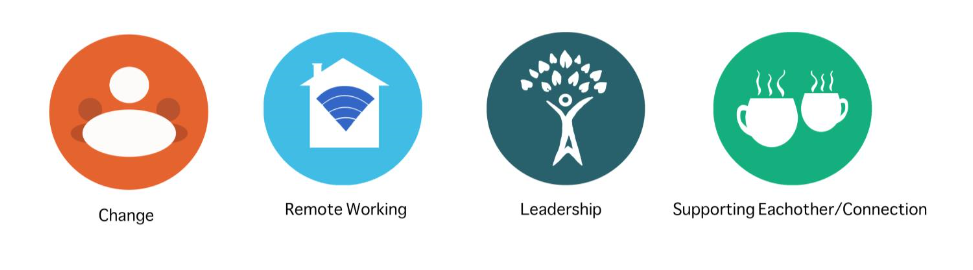 Change
Remote Working
Leadership
Supporting Eachother/Connection